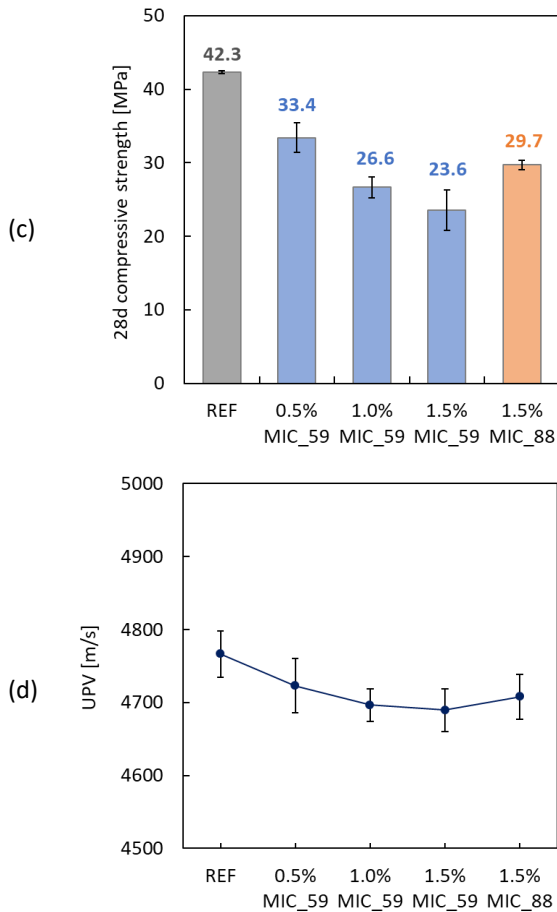 (c)
28d compressive strength [MPa]
50
40
30
20
10
0
42.3
33.4
26.6
23.6
29.7
REF 0.5% 1.0% 1.5% 1.5%
MIC_59 MIC_59 MIC_59 MIC_88
(d)
UPV [m/s]
5000
4900
4800
4700
4600
4500
REF 0.5% 1.0% 1.5% 1.5%
MIC_59 MIC_59 MIC_59 MIC_88